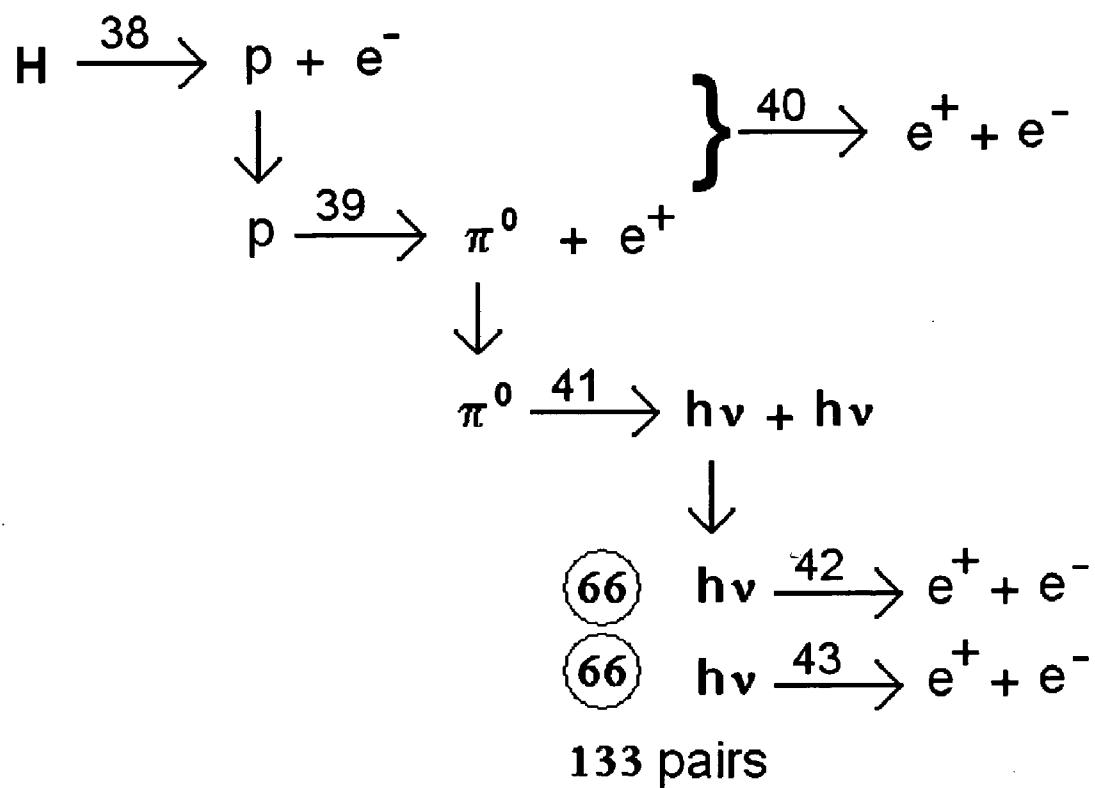 H 38 p + e⁻
} 40 e⁺ + e⁻
p 39 π⁰ + e⁺
π⁰ 41 hν + hν
66 hν 42 e⁺ + e⁻
66 hν 43 e⁺ + e⁻
133 pairs